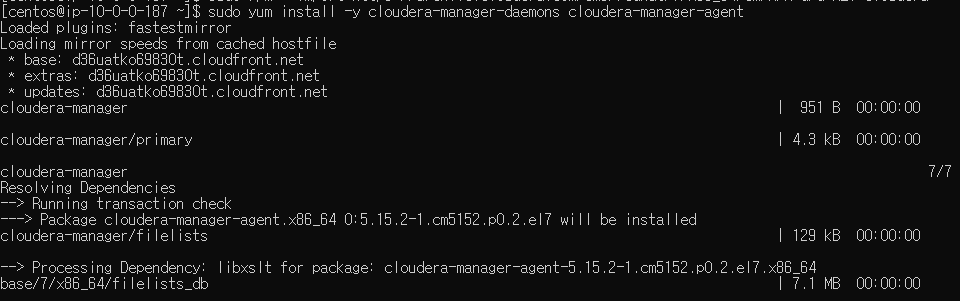 [centos@ip-10-0-0-187 ~]$ sudo yum install -y cloudera-manager-daemons cloudera-manager-agent
Loaded plugins: fastestmirror
Loading mirror speeds from cached hostfile
 * base: d36uatko69830t.cloudfront.net
 * extras: d36uatko69830t.cloudfront.net
 * updates: d36uatko69830t.cloudfront.net
cloudera-manager | 951 B 00:00:00
cloudera-manager/primary | 4.3 kB 00:00:00
cloudera-manager 7/7
Resolving Dependencies
--> Running transaction check
---> Package cloudera-manager-agent.x86_64 0:5.15.2-1.cm5152.p0.2.el7 will be installed
cloudera-manager/filelists | 129 kB 00:00:00
--> Processing Dependency: libxslt for package: cloudera-manager-agent-5.15.2-1.cm5152.p0.2.el7.x86_64
base/7/x86_64/filelists_db | 7.1 MB 00:00:00